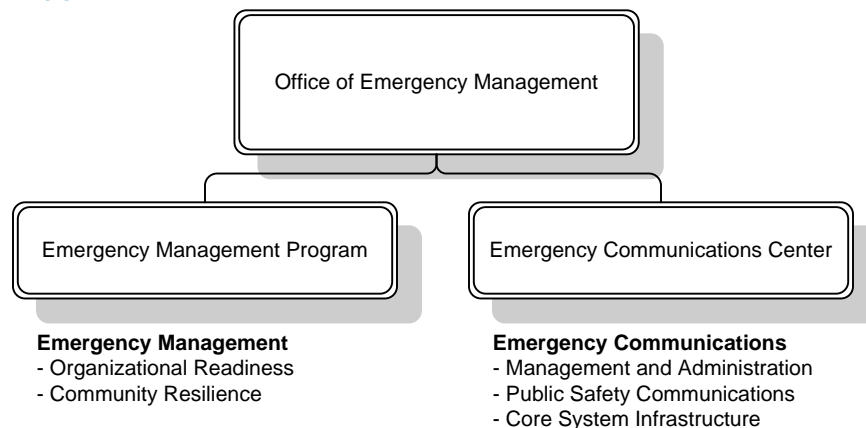 Office of Emergency Management
Emergency Management Program
Emergency Communications Center
Emergency Management
- Organizational Readiness
- Community Resilience
Emergency Communications
- Management and Administration
- Public Safety Communications
- Core System Infrastructure